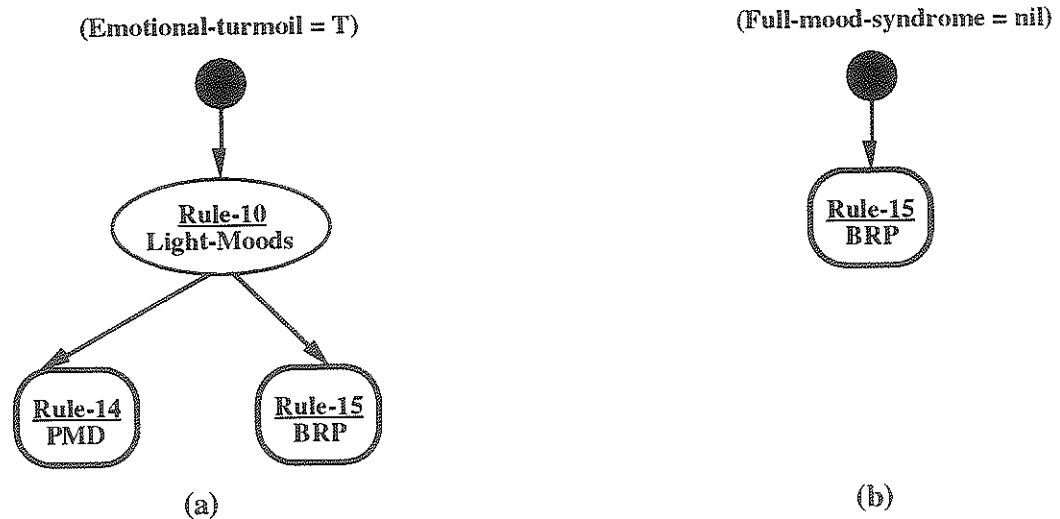 (Emotional-turmoil = T)
Rule-10
Light-Moods
Rule-14
PMD
Rule-15
BRP
(a)
(Full-mood-syndrome = nil)
Rule-15
BRP
(b)